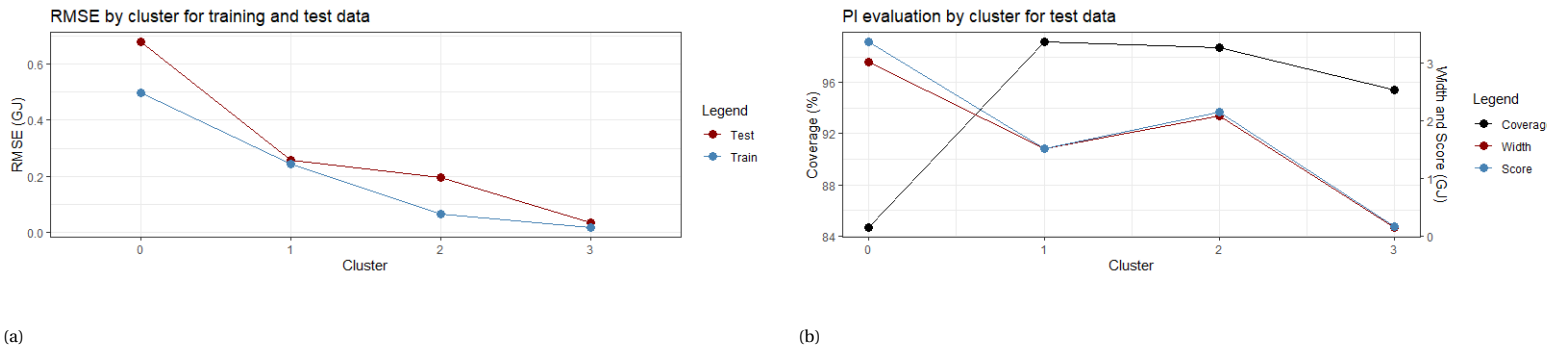 RMSE by cluster for training and test data
RMSE (GJ)
0.6
0.4
0.2
0.0
0 1 2 3
Cluster
Legend
Test
Train
(a)
PI evaluation by cluster for test data
Coverage (%)
96
92
88
84
0 1 2 3
Cluster
3
2
1
0
Width and Score (GJ)
Legend
Coverag
Width
Score
(b)